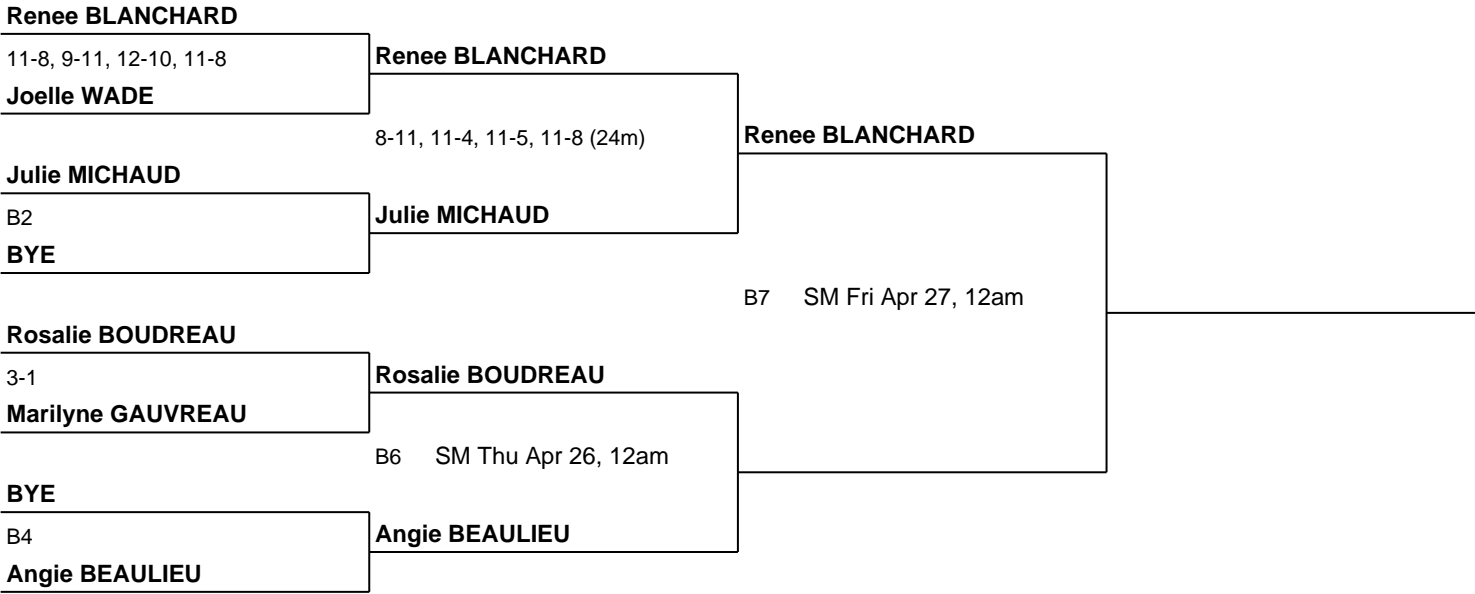 Renee BLANCHARD
11-8, 9-11, 12-10, 11-8
Joelle WADE
Julie MICHAUD
B2
BYE
Rosalie BOUDREAU
3-1
Marilyne GAUVREAU
BYE
B4
Angie BEAULIEU
Renee BLANCHARD
8-11, 11-4, 11-5, 11-8 (24m)
Julie MICHAUD
Rosalie BOUDREAU
B6 SM Thu Apr 26, 12am
Angie BEAULIEU
Renee BLANCHARD
B7 SM Fri Apr 27, 12am